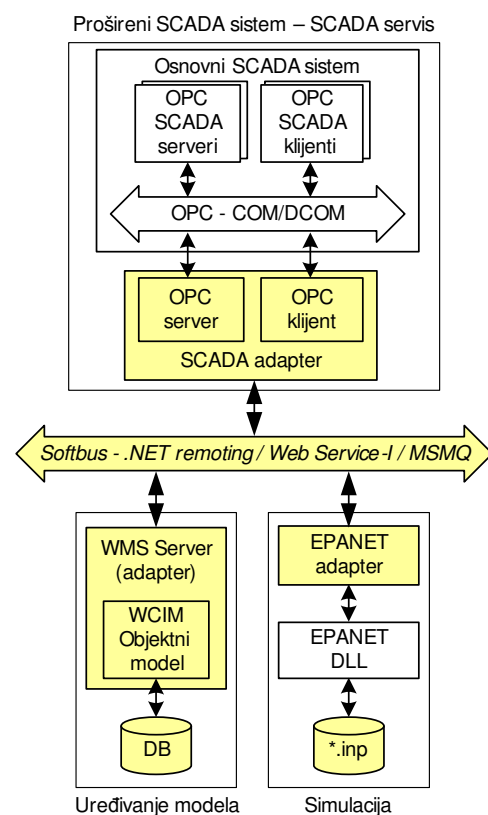 Prošireni SCADA sistem – SCADA servis
Osnovni SCADA sistem
OPC
SCADA
serveri
OPC
SCADA
klijenti
OPC - COM/DCOM
OPC
server
OPC
klijent
SCADA adapter
Softbus - .NET remoting / Web Service-I / MSMQ
WMS Server
(adapter)
WCIM
Objektni
model
DB
EPANET
adapter
EPANET
DLL
*.inp
Uređivanje modela
Simulacija